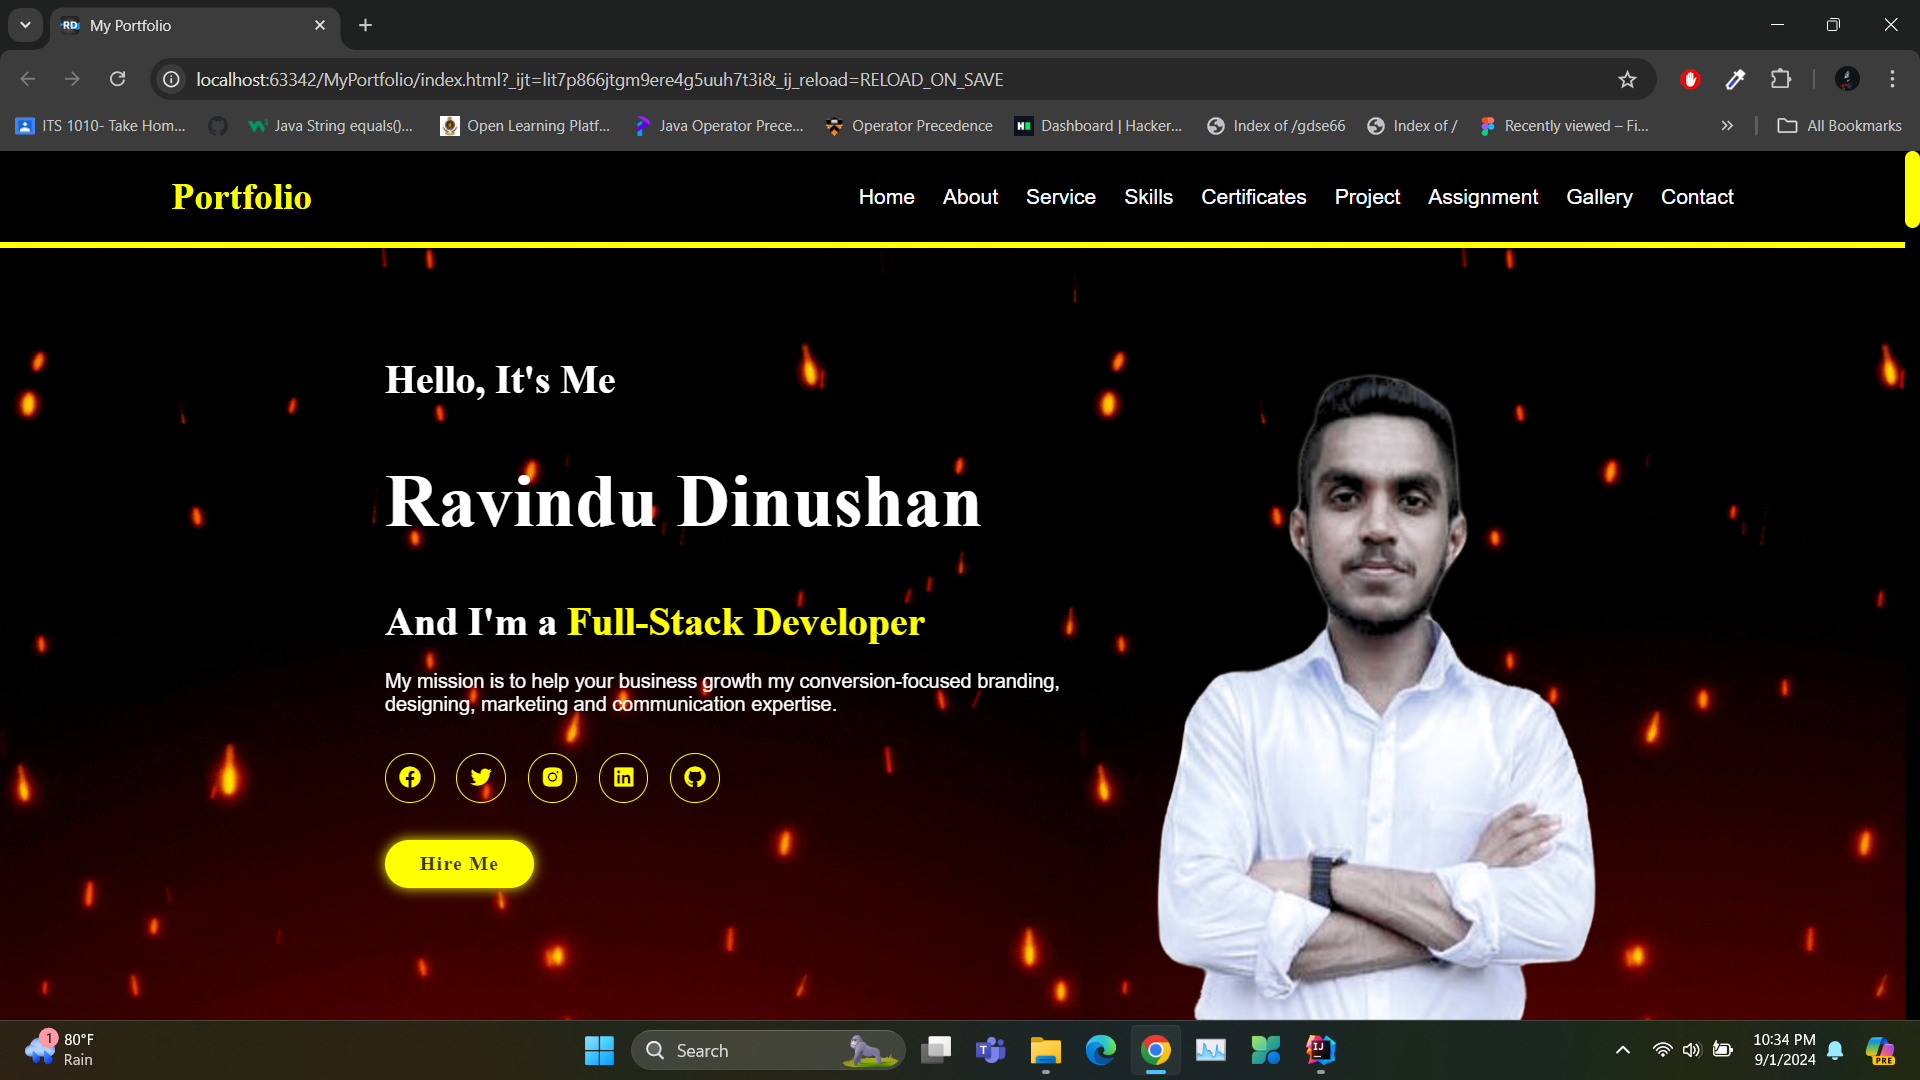 RD My Portfolio
localhost:63342/MyPortfolio/index.html?_ijt=lit7p866jtgm9ere4g5uuh7t3i&_ij_reload=RELOAD_ON_SAVE
ITS 1010- Take Hom... Java String equals()... Open Learning Platf... Java Operator Prece... Operator Precedence Dashboard | Hacker... Index of /gdse66 Index of / Recently viewed – Fi... All Bookmarks
Portfolio Home About Service Skills Certificates Project Assignment Gallery Contact
Hello, It's Me
Ravindu Dinushan
And I'm a Full-Stack Developer
My mission is to help your business growth my conversion-focused branding,
designing, marketing and communication expertise.
Hire Me
1 80°F
Rain
Search
10:34 PM
9/1/2024
PRE